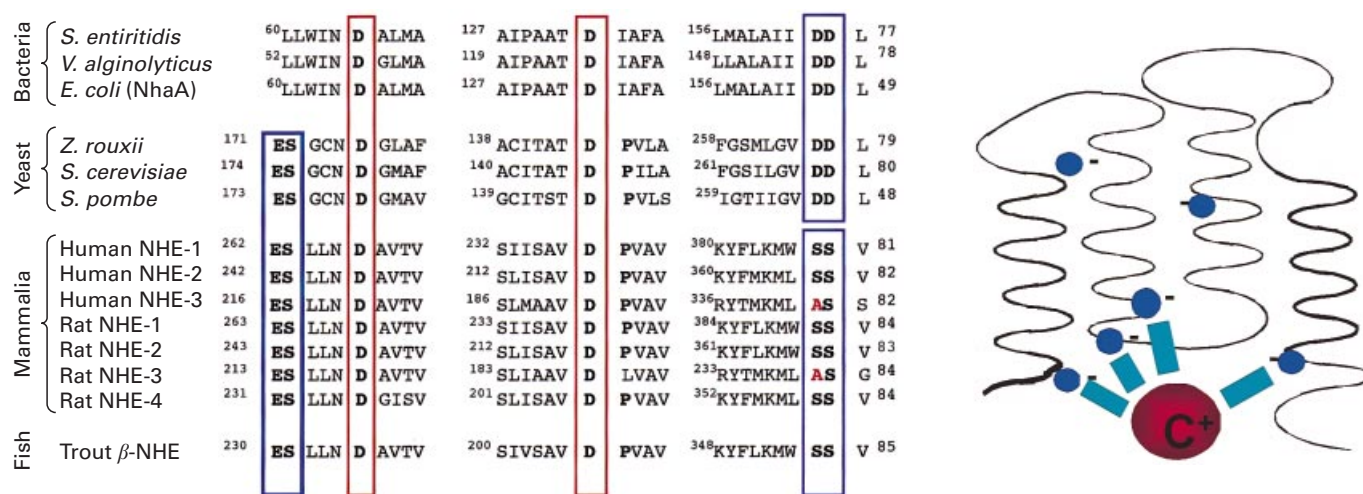 Bacteria
S. entiritidis 60LLWIN D ALMA 127 AIPAAT D IAFA 156LMALAII DD L 77
V. alginolyticus 52LLWIN D GLMA 119 AIPAAT D IAFA 148LLALAII DD L 78
E. coli (NhaA) 60LLWIN D ALMA 127 AIPAAT D IAFA 156LMALAII DD L 49
Yeast
Z. rouxii 171 ES GCN D GLAF 138 ACITAT D PVLA 258FGSMLGV DD L 79
S. cerevisiae 174 ES GCN D GMAF 140 ACITAT D PILA 261FGSILGV DD L 80
S. pombe 173 ES GCN D GMAV 139GCITST D PVLS 259IGTIIGV DD L 48
Mammalia
Human NHE-1 262 ES LLN D AVTV 232 SIISAV D PVAV 380KYFLKMW SS V 81
Human NHE-2 242 ES LLN D AVTV 212 SLISAV D PVAV 360KYFMKML SS V 82
Human NHE-3 216 ES LLN D AVTV 186 SLMAAV D PVAV 336RYTMKML AS S 82
Rat NHE-1 263 ES LLN D AVTV 233 SIISAV D PVAV 384KYFLKMW SS V 84
Rat NHE-2 243 ES LLN D AVTV 212 SLISAV D PVAV 361KYFLKMW SS V 83
Rat NHE-3 213 ES LLN D AVTV 183 SLIAAV D LVAV 233RYTMKML AS G 84
Rat NHE-4 231 ES LLN D GISV 201 SLISAV D PVAV 352KYFMKML SS V 84
Fish
Trout β-NHE 230 ES LLN D AVTV 200 SIVSAV D PVAV 348KYFLKMW SS V 85
-
-
-
-
-
-
C+